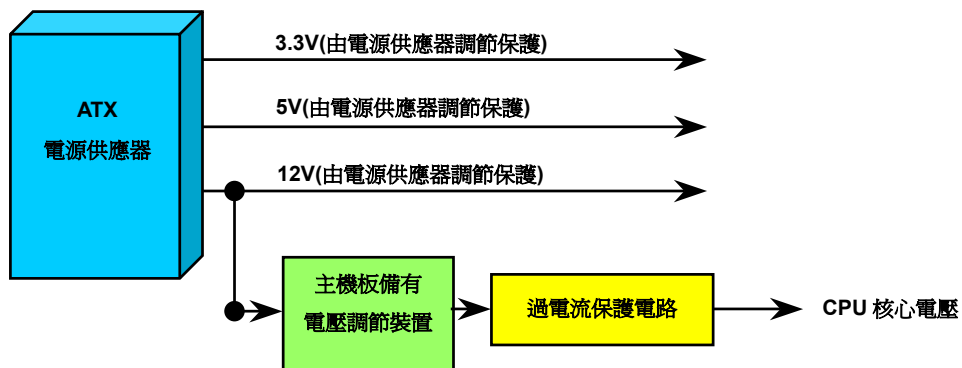 3.3V(由電源供應器調節保護)
ATX
電源供應器
5V(由電源供應器調節保護)
12V(由電源供應器調節保護)
主機板備有
電壓調節裝置
過電流保護電路
CPU 核心電壓